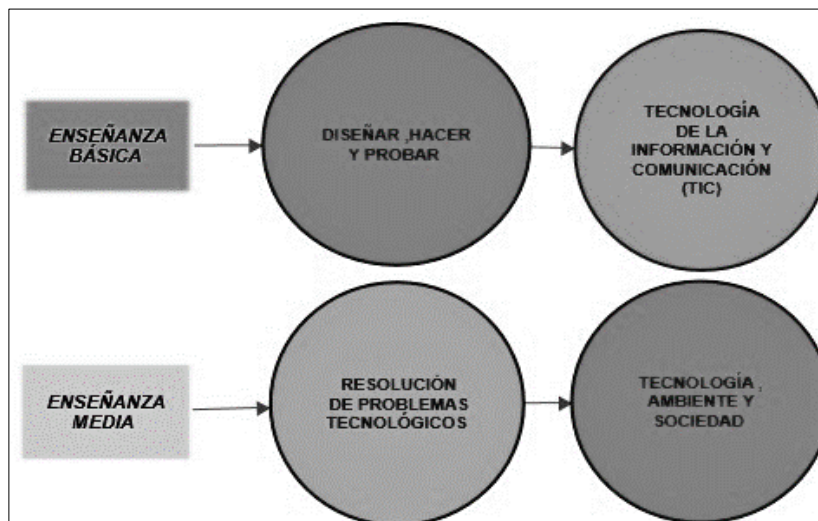 ENSEÑANZA
BÁSICA
DISEÑAR ,HACER
Y PROBAR
TECNOLOGÍA
DE LA
INFORMACIÓN Y
COMUNICACIÓN
(TIC)
ENSEÑANZA
MEDIA
RESOLUCIÓN
DE PROBLEMAS
TECNOLÓGICOS
TECNOLOGÍA ,
AMBIENTE Y
SOCIEDAD